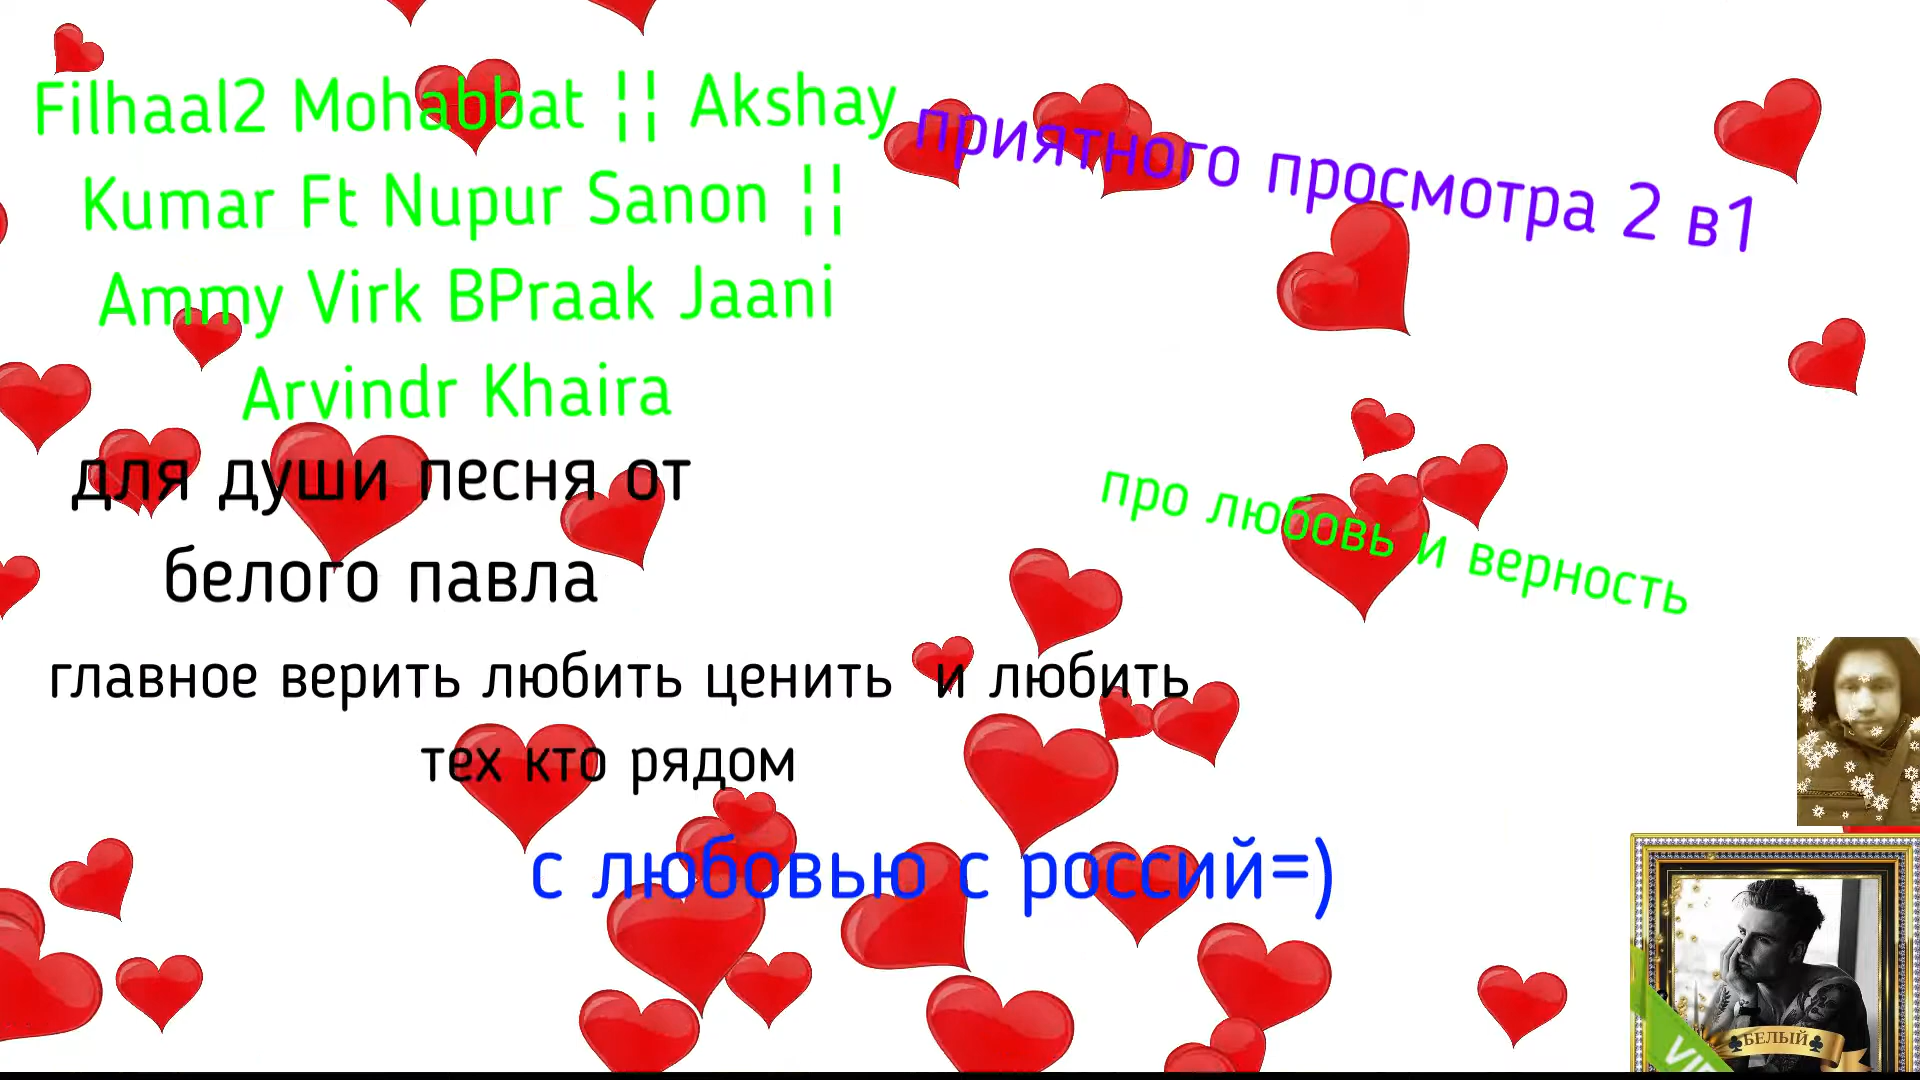 Filhaal2 Mohabbat ¦¦ Akshay
Kumar Ft Nupur Sanon ¦¦
Ammy Virk BPraak Jaani
Arvindr Khaira
приятного просмотра 2 в1
для души песня от
белого павла
про любовь и верность
главное верить любить ценить и любить
тех кто рядом
с любовью с россий=)
♣БЕЛЫЙ♣
VIP